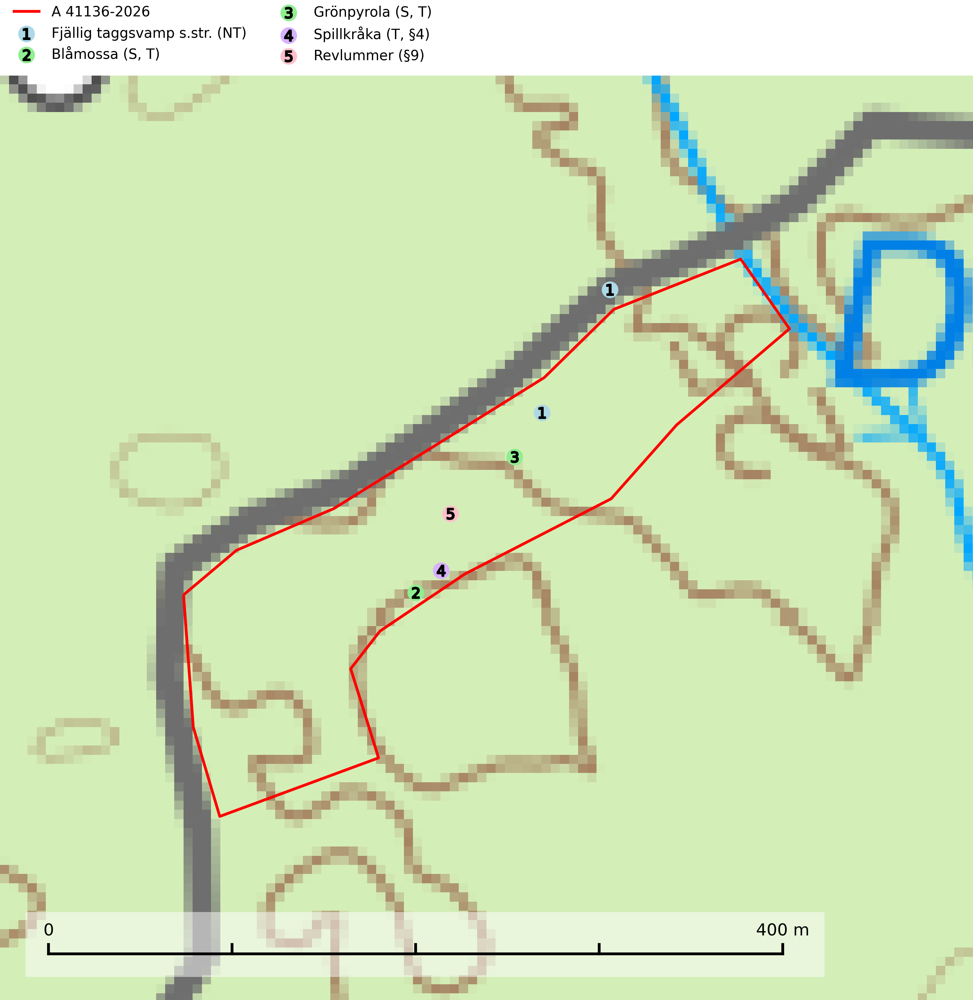 A 41136-2026
1 Fjällig taggsvamp s.str. (NT)
2 Blåmossa (S, T)
3 Grönpyrola (S, T)
4 Spillkråka (T, §4)
5 Revlummer (§9)
1
1
3
5
4
2
0 400 m